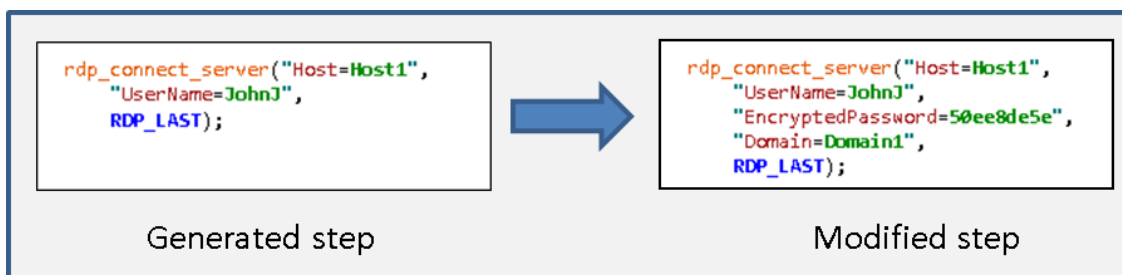 rdp_connect_server("Host=Host1",
"UserName=JohnJ",
RDP_LAST);
Generated step
rdp_connect_server("Host=Host1",
"UserName=JohnJ",
"EncryptedPassword=50ee8de5e",
"Domain=Domain1",
RDP_LAST);
Modified step